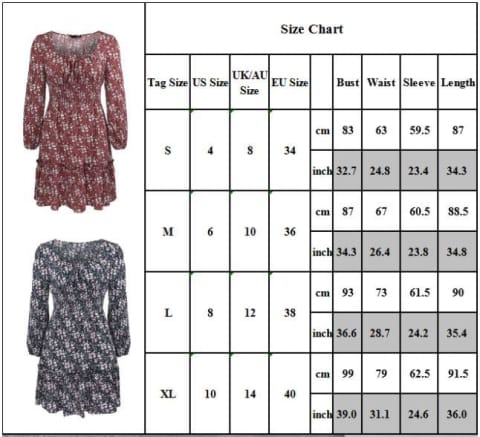 Size Chart
Tag Size US Size UK/AU Size EU Size Bust Waist Sleeve Length
S 4 8 34 cm 83 63 59.5 87
inch 32.7 24.8 23.4 34.3
M 6 10 36 cm 87 67 60.5 88.5
inch 34.3 26.4 23.8 34.8
L 8 12 38 cm 93 73 61.5 90
inch 36.6 28.7 24.2 35.4
XL 10 14 40 cm 99 79 62.5 91.5
inch 39.0 31.1 24.6 36.0